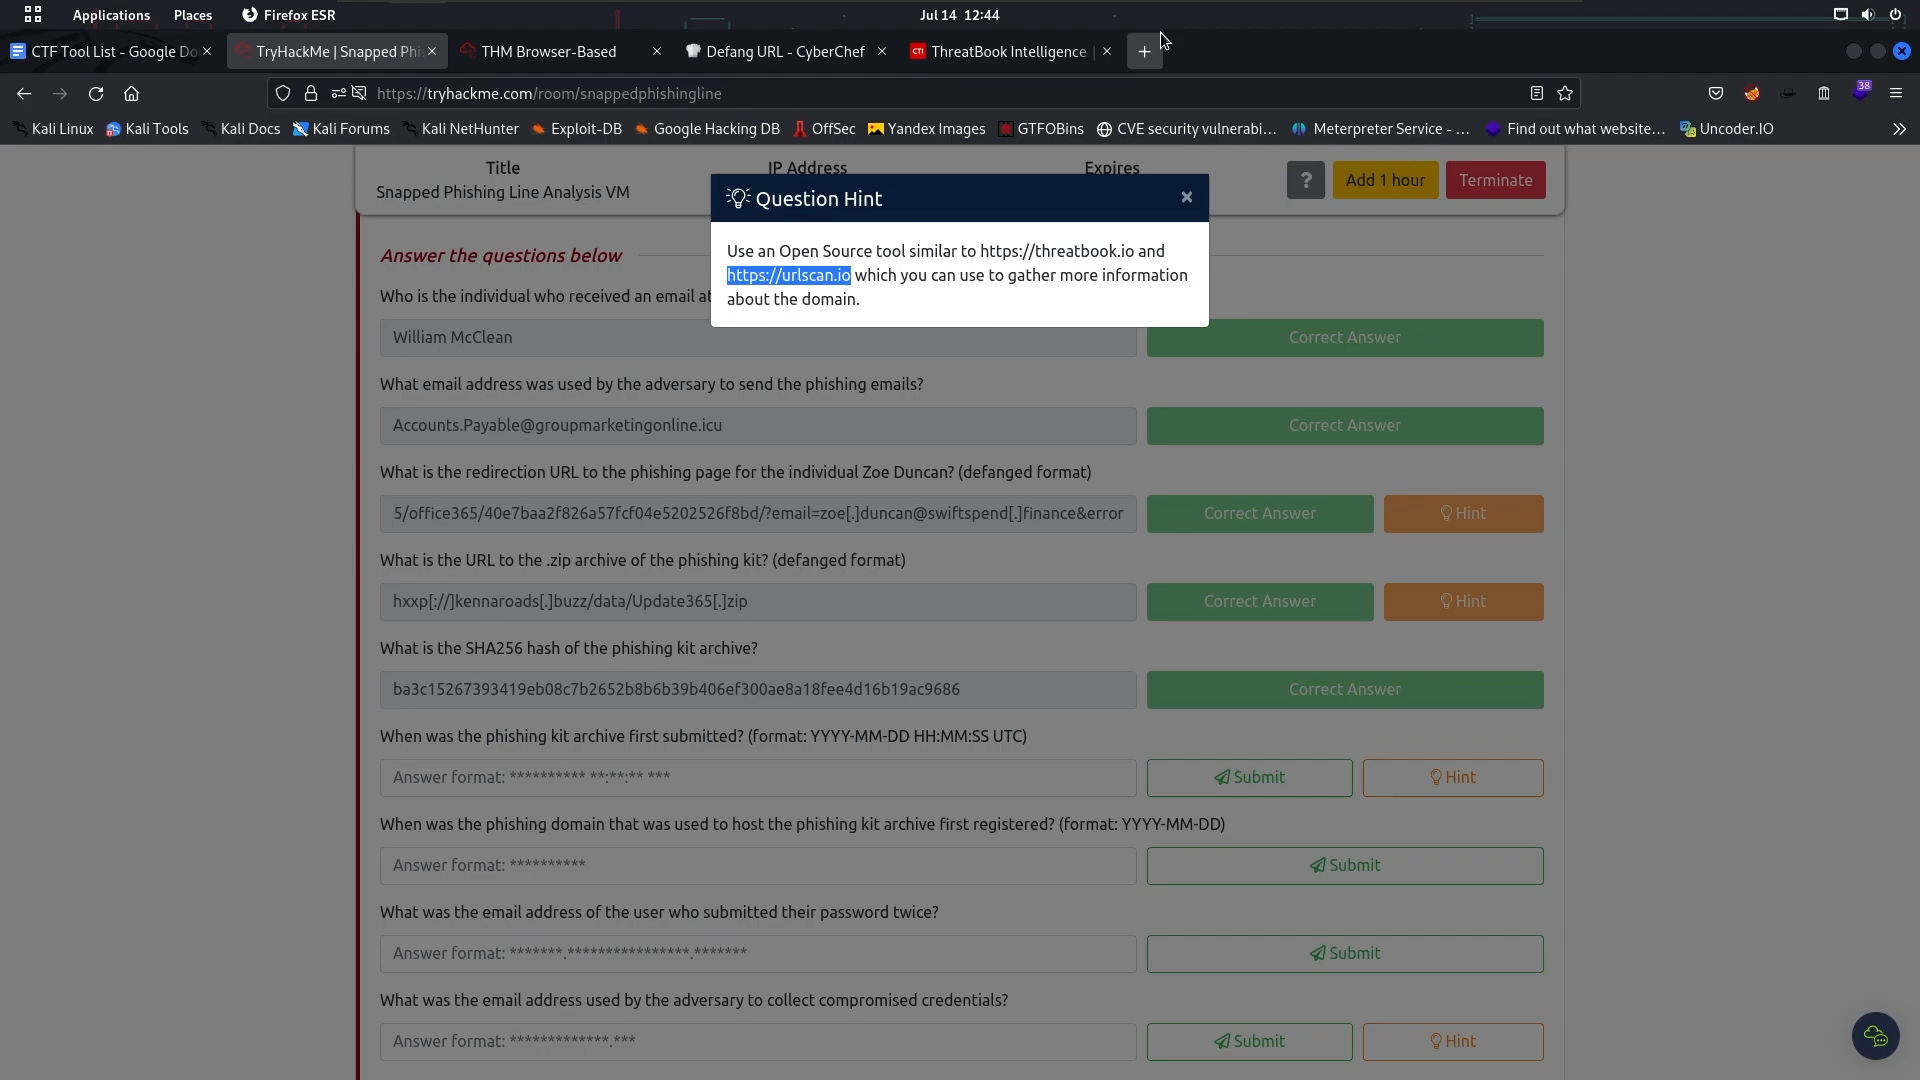 Applications Places Firefox ESR Jul 14 12:44
CTF Tool List - Google Do TryHackMe | Snapped Phi THM Browser-Based Defang URL - CyberChef CTI ThreatBook Intelligence |
https://tryhackme.com/room/snappedphishingline 38
Kali Linux Kali Tools Kali Docs Kali Forums Kali NetHunter Exploit-DB Google Hacking DB OffSec Yandex Images GTFOBins CVE security vulnerabi… Meterpreter Service - … Find out what website… Uncoder.IO
Title IP Address Expires
Snapped Phishing Line Analysis VM ? Add 1 hour Terminate
Question Hint ×
Use an Open Source tool similar to https://threatbook.io and
https://urlscan.io which you can use to gather more information
about the domain.
Answer the questions below
Who is the individual who received an email at
William McClean Correct Answer
What email address was used by the adversary to send the phishing emails?
Accounts.Payable@groupmarketingonline.icu Correct Answer
What is the redirection URL to the phishing page for the individual Zoe Duncan? (defanged format)
5/office365/40e7baa2f826a57fcf04e5202526f8bd/?email=zoe[.]duncan@swiftspend[.]finance&error Correct Answer Hint
What is the URL to the .zip archive of the phishing kit? (defanged format)
hxxp[://]kennaroads[.]buzz/data/Update365[.]zip Correct Answer Hint
What is the SHA256 hash of the phishing kit archive?
ba3c15267393419eb08c7b2652b8b6b39b406ef300ae8a18fee4d16b19ac9686 Correct Answer
When was the phishing kit archive first submitted? (format: YYYY-MM-DD HH:MM:SS UTC)
Answer format: ********** **:**:** *** Submit Hint
When was the phishing domain that was used to host the phishing kit archive first registered? (format: YYYY-MM-DD)
Answer format: ********** Submit
What was the email address of the user who submitted their password twice?
Answer format: *******.****************.******* Submit
What was the email address used by the adversary to collect compromised credentials?
Answer format: *************.*** Submit Hint